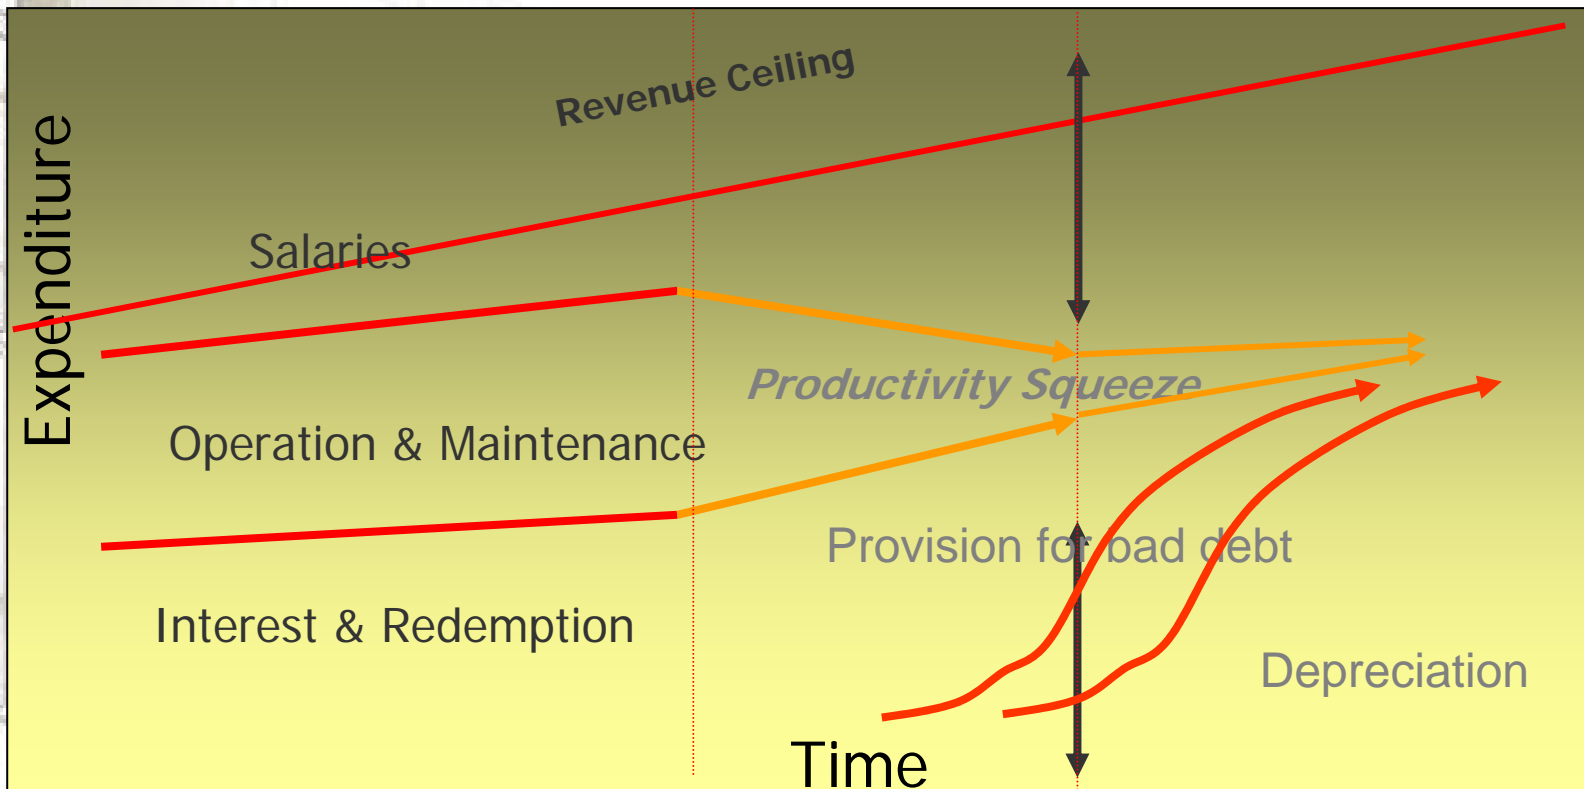 Revenue Ceiling
Expenditure
Salaries
Productivity Squeeze
Operation & Maintenance
Provision for bad debt
Interest & Redemption
Depreciation
Time